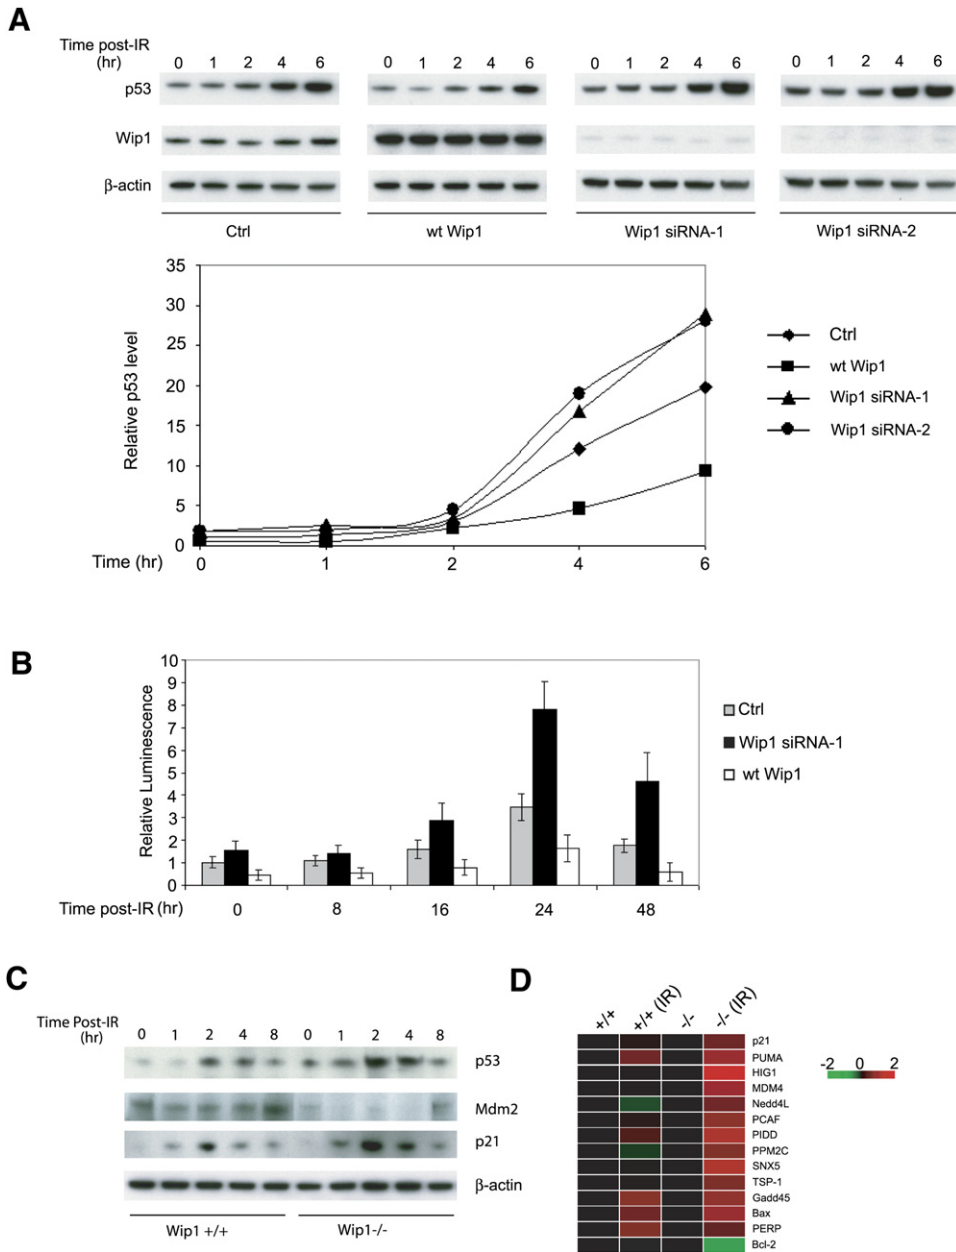 A
Time post-IR
(hr)
0 1 2 4 6 0 1 2 4 6 0 1 2 4 6 0 1 2 4 6
p53
Wip1
β-actin
Ctrl wt Wip1 Wip1 siRNA-1 Wip1 siRNA-2
35
30
25
20
15
10
5
0
Relative p53 level
Time (hr) 0 1 2 4 6
Ctrl
wt Wip1
Wip1 siRNA-1
Wip1 siRNA-2
B
10
9
8
7
6
5
4
3
2
1
0
Relative Luminescence
Time post-IR (hr) 0 8 16 24 48
Ctrl
Wip1 siRNA-1
wt Wip1
C
Time Post-IR
(hr)
0 1 2 4 8 0 1 2 4 8
p53
Mdm2
p21
β-actin
Wip1 +/+ Wip1-/-
D
+/+ +/+ (IR) -/- -/- (IR)
p21
PUMA
HIG1
MDM4
Nedd4L
PCAF
PIDD
PPM2C
SNX5
TSP-1
Gadd45
Bax
PERP
Bcl-2
-2 0 2